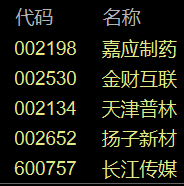 代码 名称
002198 嘉应制药
002530 金财互联
002134 天津普林
002652 扬子新材
600757 长江传媒